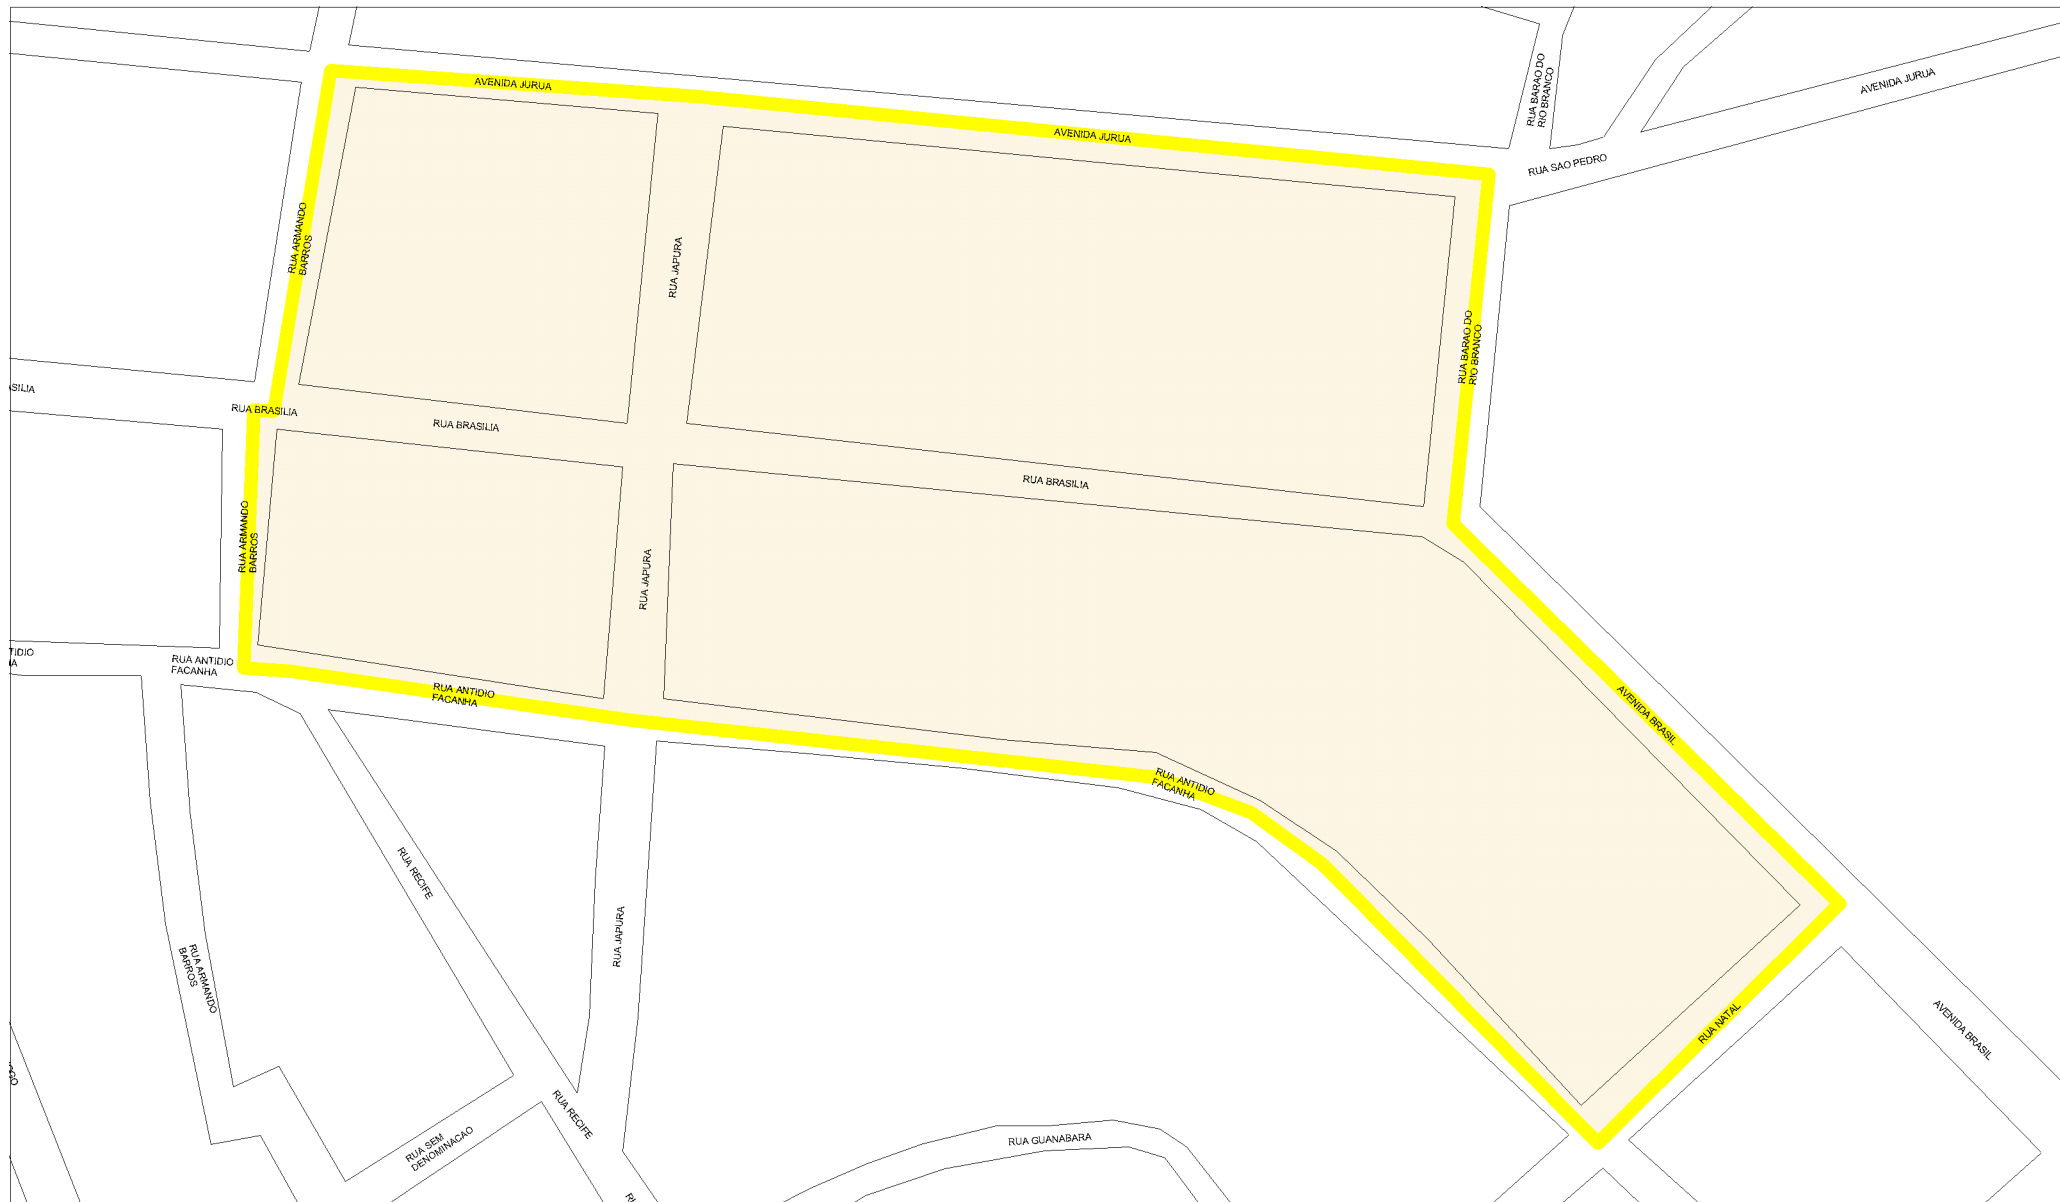 AVENIDA JURUA
AVENIDA JURUA
RUA BARAO DO
RIO BRANCO
AVENIDA JURUA
RUA SAO PEDRO
RUA ARMANDO
BARROS
RUA JAPURA
RUA BARAO DO
RIO BRANCO
RUA BRASILIA
RUA BRASILIA
RUA BRASILIA
RUA ARMANDO
BARROS
RUA JAPURA
RUA ANTIDIO
FACANHA
RUA ANTIDIO
FACANHA
AVENIDA BRASIL
RUA ANTIDIO
FACANHA
RUA RECIFE
RUA JAPURA
RUA ARMANDO
BARROS
RUA NATAL
AVENIDA BRASIL
RUA RECIFE
RUA SEM
DENOMINACAO
RUA GUANABARA